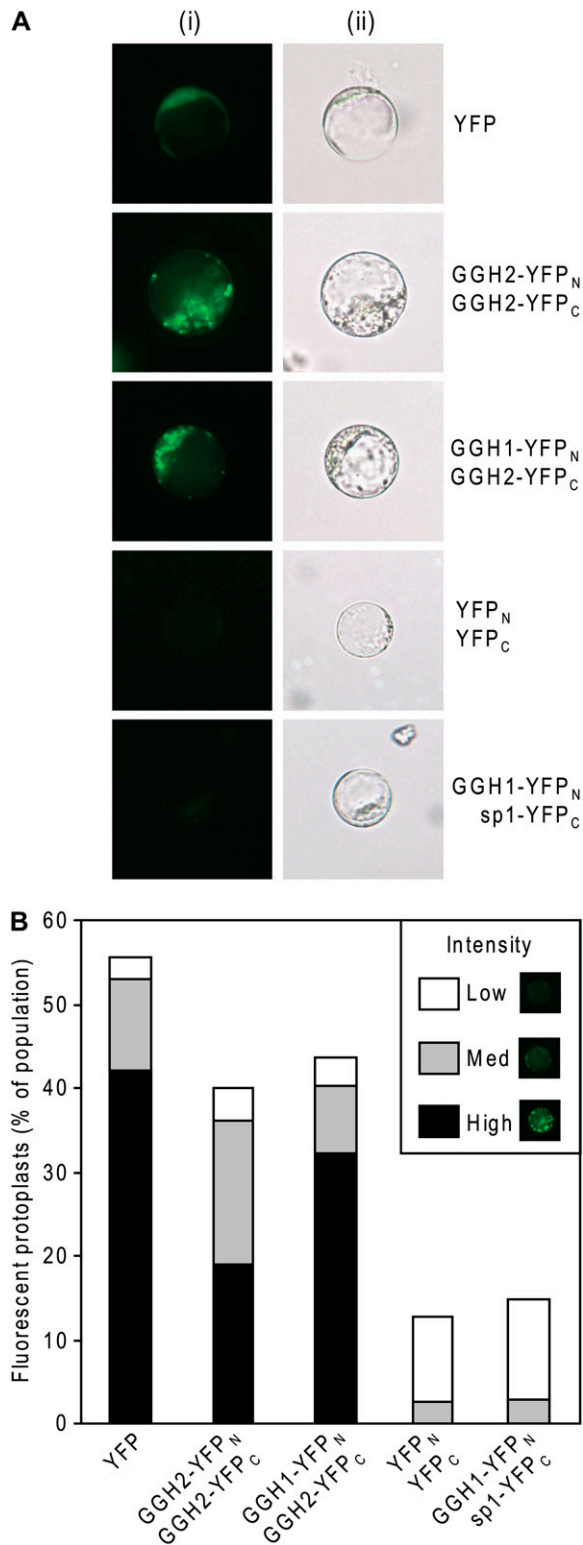 A
(i) (ii)
YFP
GGH2-YFPN
GGH2-YFPC
GGH1-YFPN
GGH2-YFPC
YFPN
YFPC
GGH1-YFPN
sp1-YFPC
B
Fluorescent protoplasts (% of population)
60
50
40
30
20
10
0
Intensity
Low
Med
High
YFP
GGH2-YFPN
GGH2-YFPC
GGH1-YFPN
GGH2-YFPC
YFPN
YFPC
GGH1-YFPN
sp1-YFPC